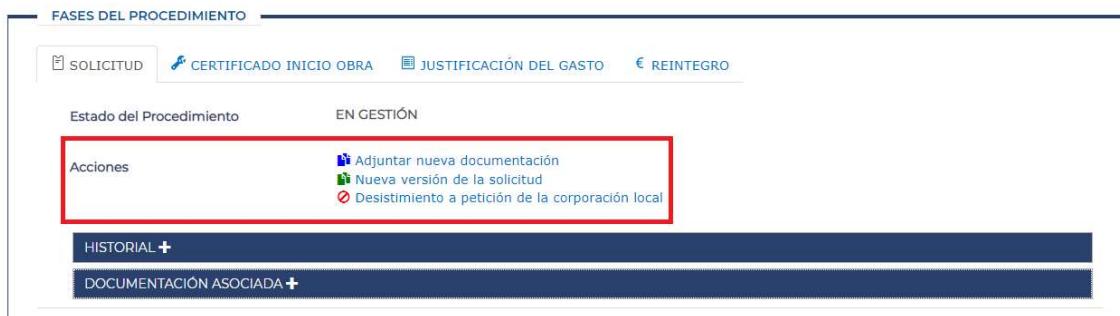 FASES DEL PROCEDIMIENTO
SOLICITUD CERTIFICADO INICIO OBRA JUSTIFICACIÓN DEL GASTO € REINTEGRO
Estado del Procedimiento EN GESTIÓN
Acciones Adjuntar nueva documentación
Nueva versión de la solicitud
Desistimiento a petición de la corporación local
HISTORIAL +
DOCUMENTACIÓN ASOCIADA +